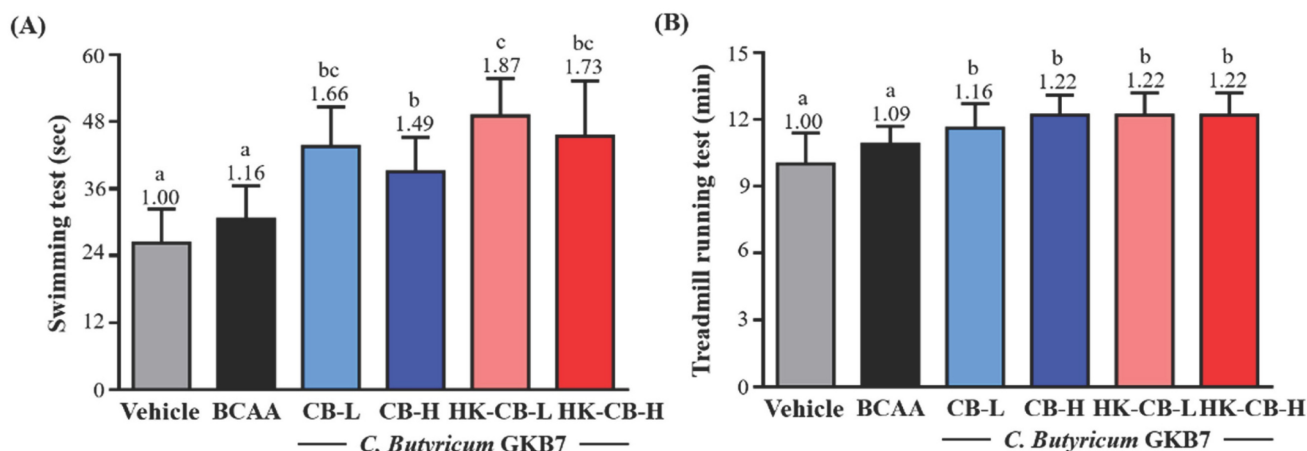 (A)
Swimming test (sec)
60
48
36
24
12
0
a
1.00
a
1.16
bc
1.66
b
1.49
c
1.87
bc
1.73
Vehicle BCAA CB-L CB-H HK-CB-L HK-CB-H
C. Butyricum GKB7
(B)
Treadmill running test (min)
15
12
9
6
3
0
a
1.00
a
1.09
b
1.16
b
1.22
b
1.22
b
1.22
Vehicle BCAA CB-L CB-H HK-CB-L HK-CB-H
C. Butyricum GKB7